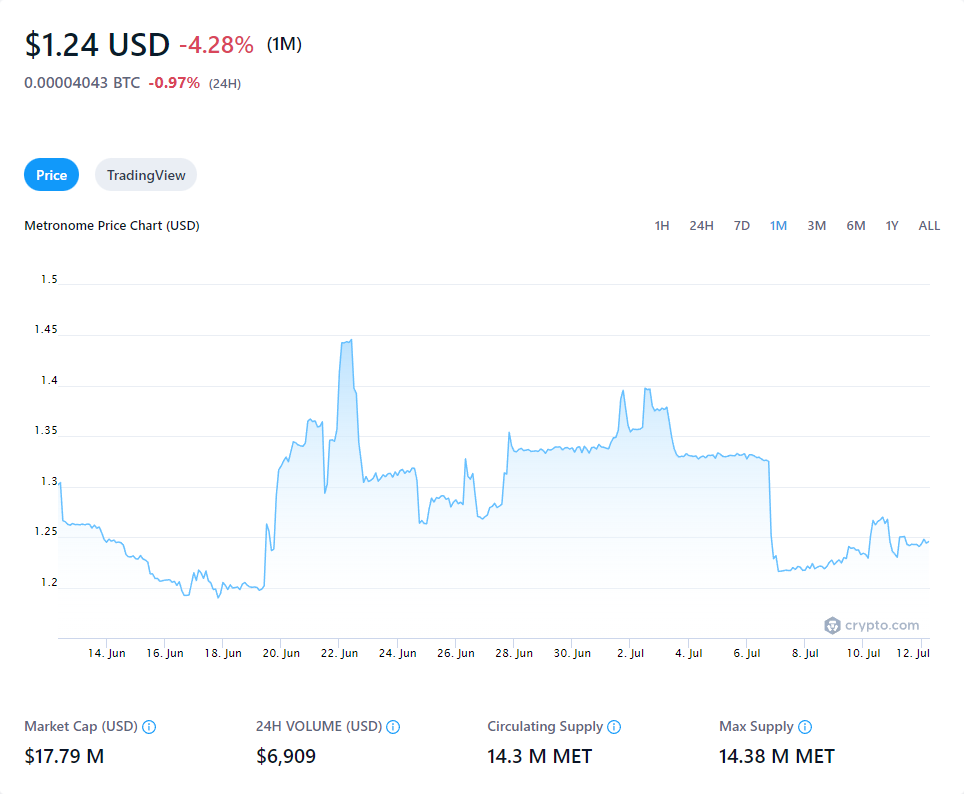 $1.24 USD -4.28% (1M)
0.00004043 BTC -0.97% (24H)
Price TradingView
Metronome Price Chart (USD) 1H 24H 7D 1M 3M 6M 1Y ALL
1.5
1.45
1.4
1.35
1.3
1.25
1.2
crypto.com
14. Jun 16. Jun 18. Jun 20. Jun 22. Jun 24. Jun 26. Jun 28. Jun 30. Jun 2. Jul 4. Jul 6. Jul 8. Jul 10. Jul 12. Jul
Market Cap (USD) 24H VOLUME (USD) Circulating Supply Max Supply
$17.79 M $6,909 14.3 M MET 14.38 M MET